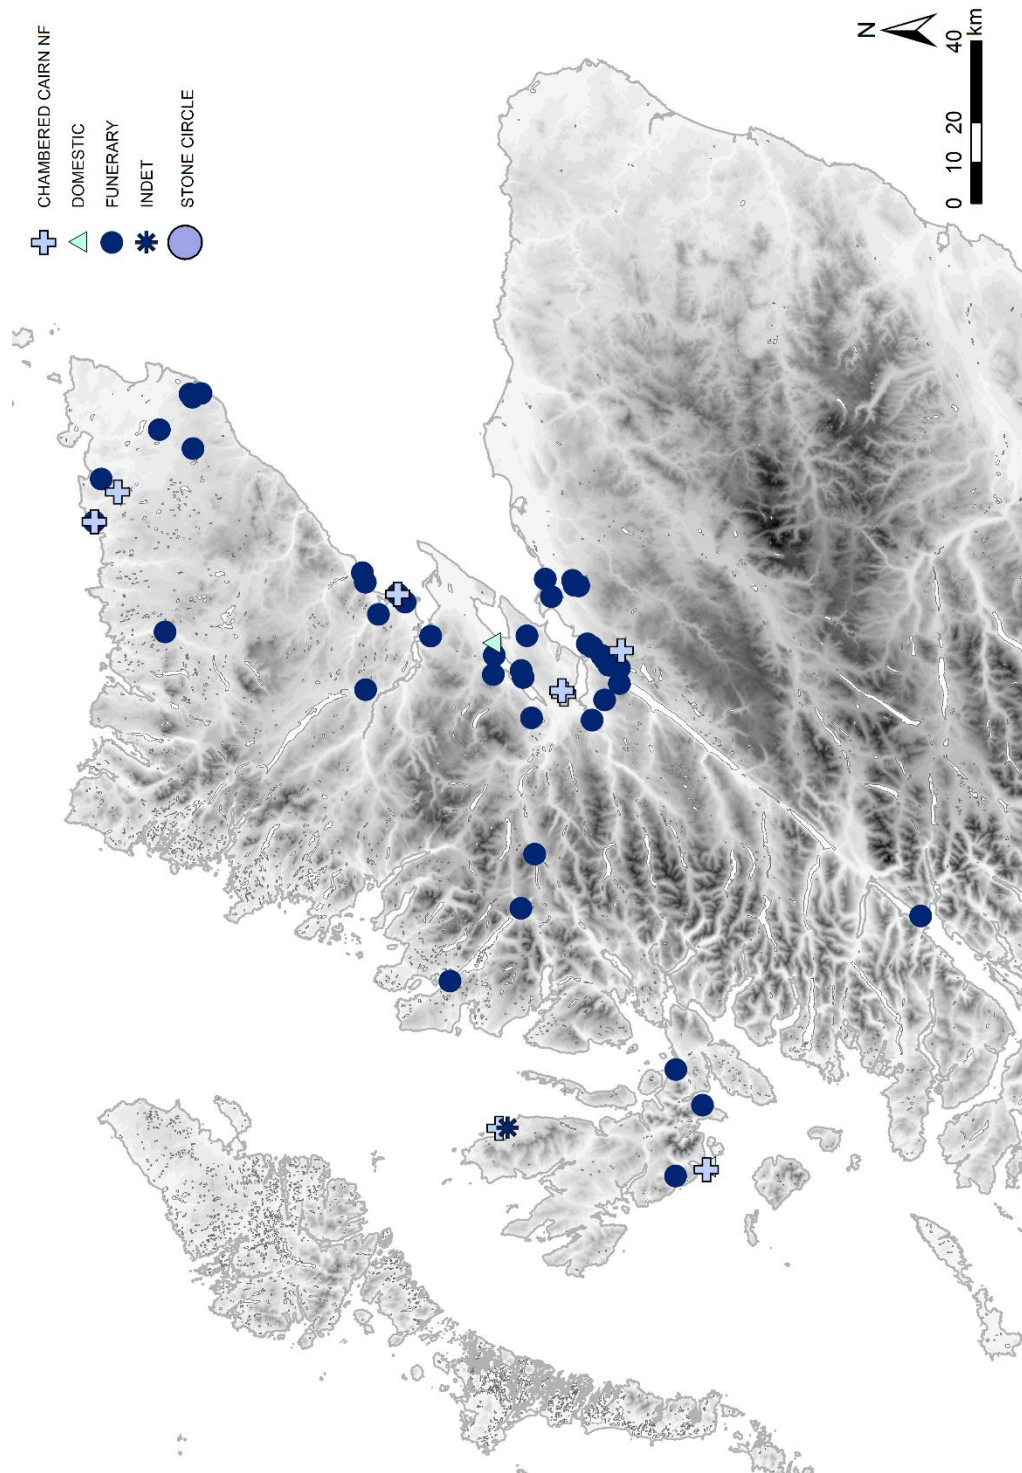 CHAMBERED CAIRN NF
DOMESTIC
FUNERARY
INDET
STONE CIRCLE
N
0 10 20 40
km